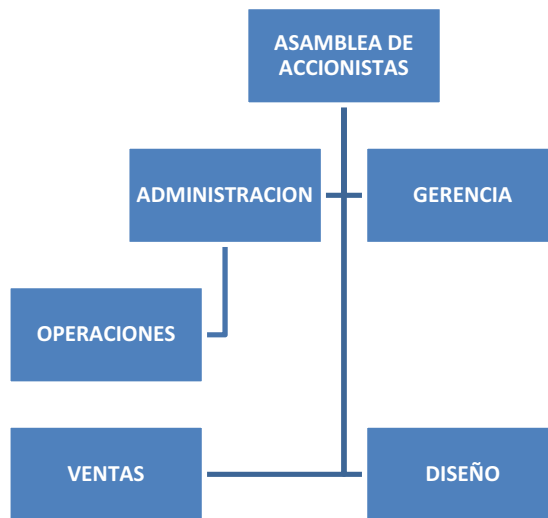 ASAMBLEA DE
ACCIONISTAS
ADMINISTRACION
GERENCIA
OPERACIONES
VENTAS
DISEÑO